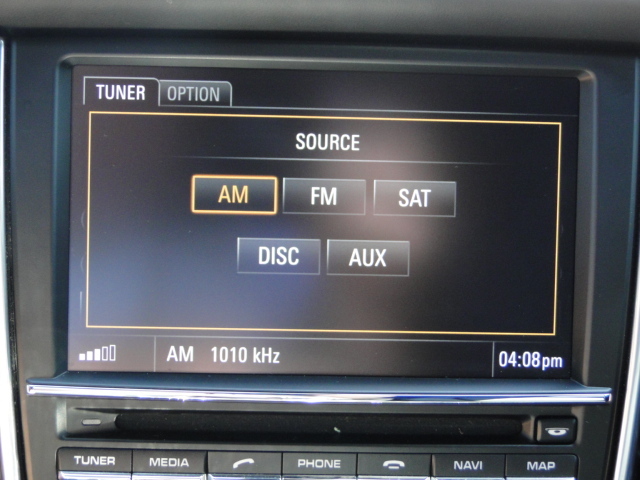 TUNER OPTION
SOURCE
AM FM SAT
DISC AUX
AM 1010 kHz 04:08pm
TUNER MEDIA PHONE NAVI MAP